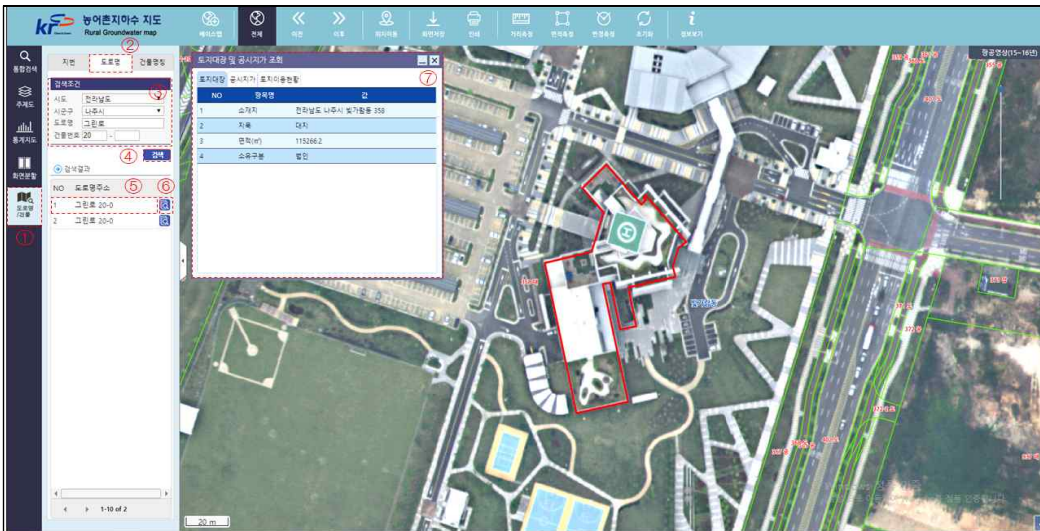 농어촌지하수 지도
Rural Groundwater map
베이스맵
전체
이전
이후
위치이동
화면저장
인쇄
거리측정
면적측정
반경측정
초기화
정보보기
통합검색
주제도
통계지도
화면분할
도로명
/건물
①
②
지번
도로명
건물명칭
검색조건
③
시도 전라남도
시군구 나주시
도로명 그린로
건물번호 20 -
④
검색
검색결과
⑤
⑥
NO 도로명주소
1 그린로 20-0
2 그린로 20-0
1-10 of 2
토지대장 및 공시지가 조회
⑦
토지대장 공시지가 토지이용현황
NO 항목명 값
1 소재지 전라남도 나주시 빛가람동 358
2 지목 대지
3 면적(㎡) 115266.2
4 소유구분 법인
항공영상(15~16년)
358 대
빛가람동
20 m